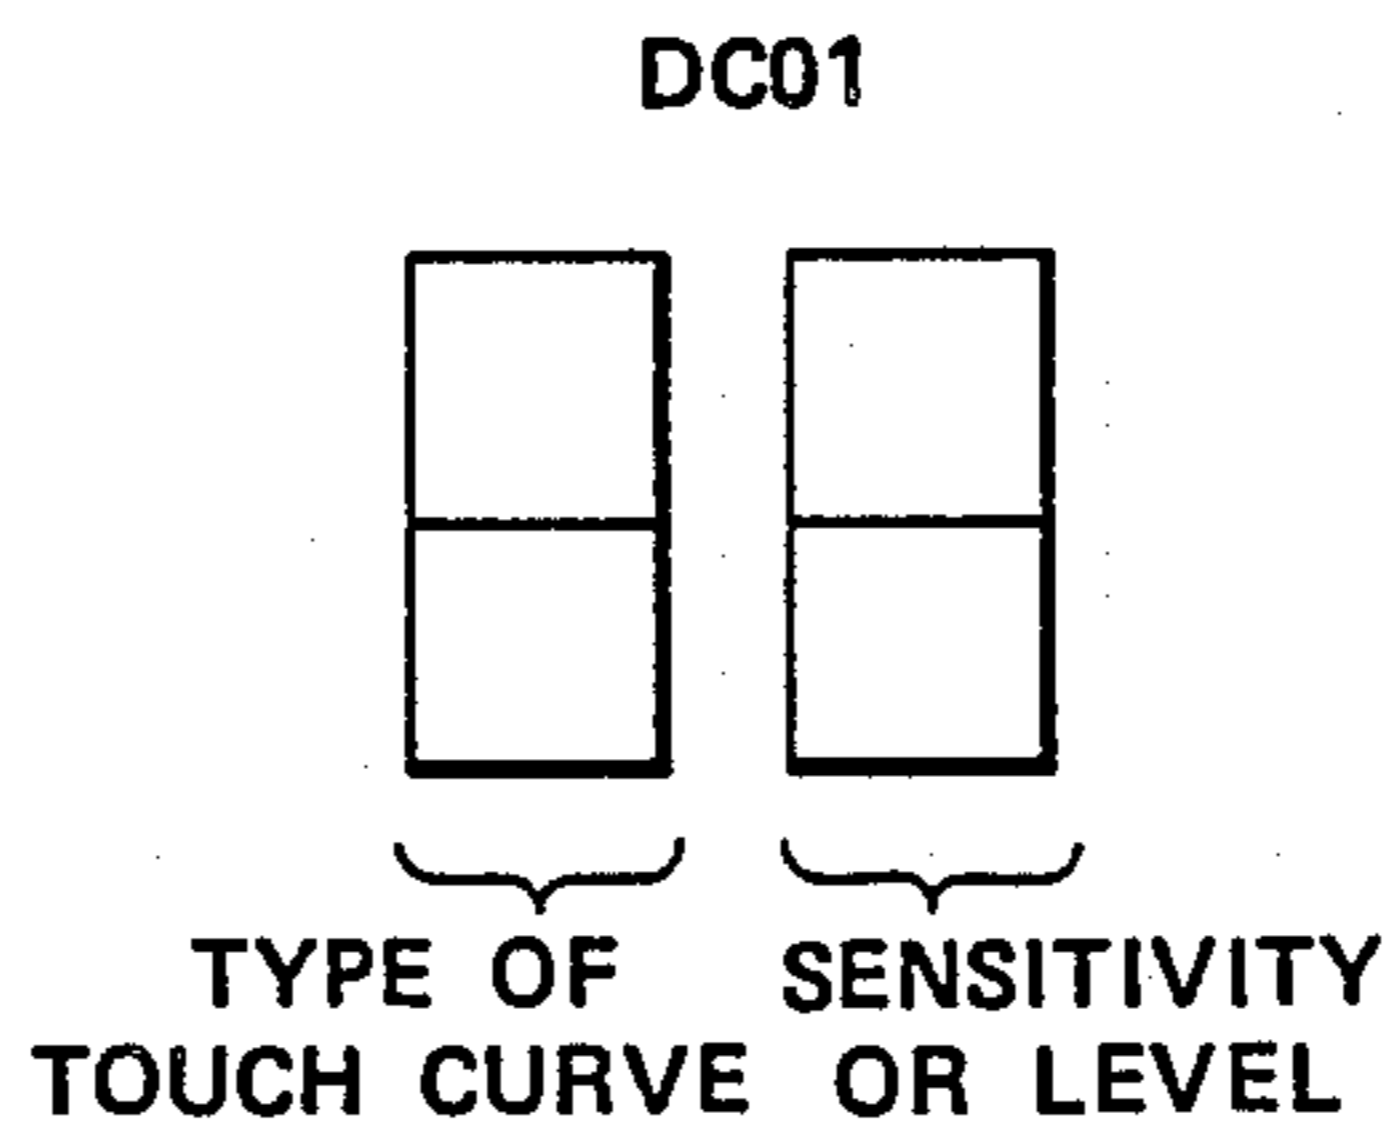 DC01
TYPE OF
TOUCH CURVE
SENSITIVITY
OR LEVEL